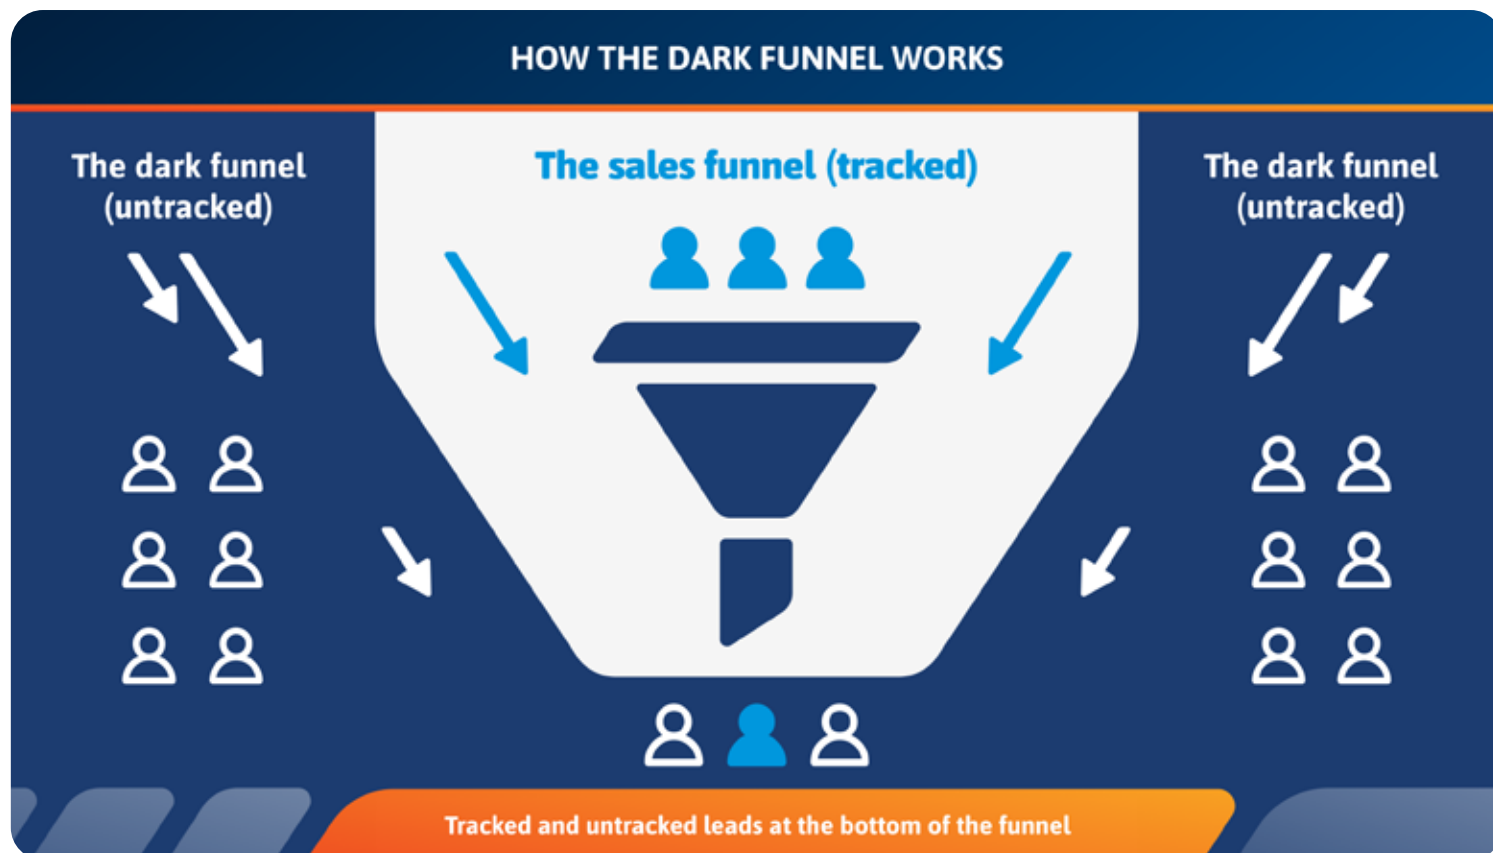 HOW THE DARK FUNNEL WORKS
The dark funnel
(untracked)
The sales funnel (tracked)
The dark funnel
(untracked)
Tracked and untracked leads at the bottom of the funnel